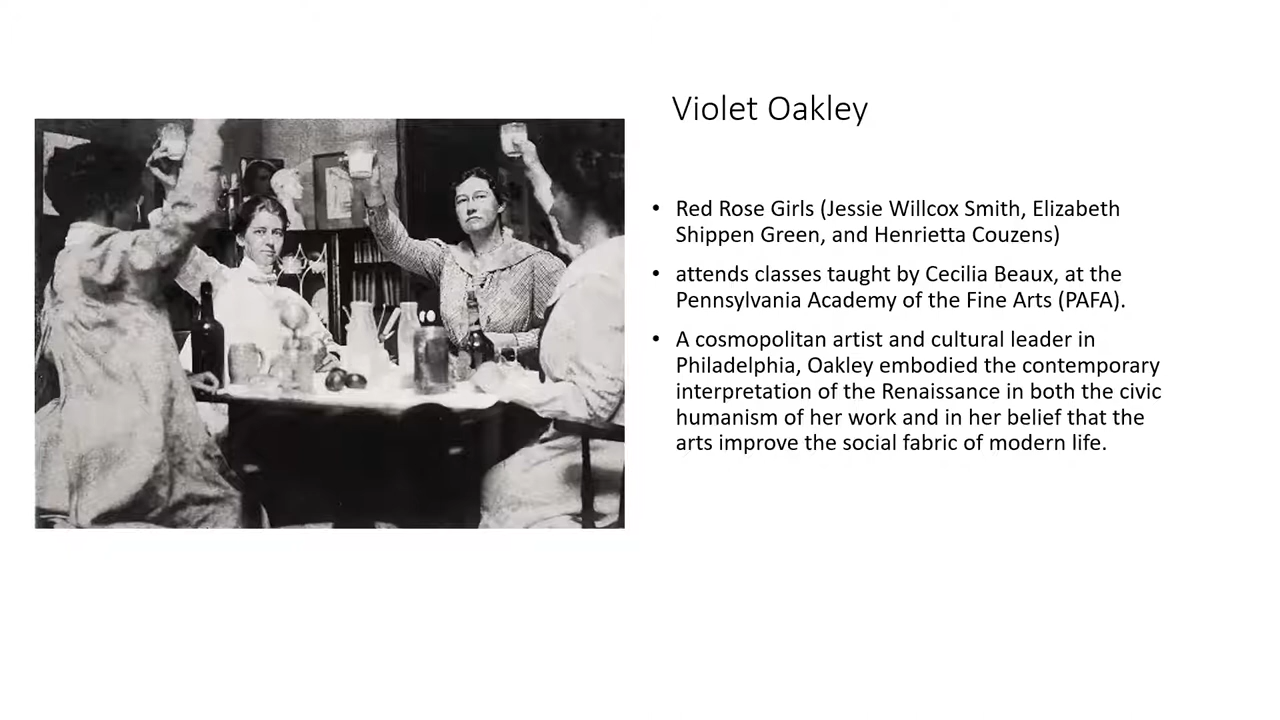 Violet Oakley
• Red Rose Girls (Jessie Willcox Smith, Elizabeth
Shippen Green, and Henrietta Couzens)
• attends classes taught by Cecilia Beaux, at the
Pennsylvania Academy of the Fine Arts (PAFA).
• A cosmopolitan artist and cultural leader in
Philadelphia, Oakley embodied the contemporary
interpretation of the Renaissance in both the civic
humanism of her work and in her belief that the
arts improve the social fabric of modern life.